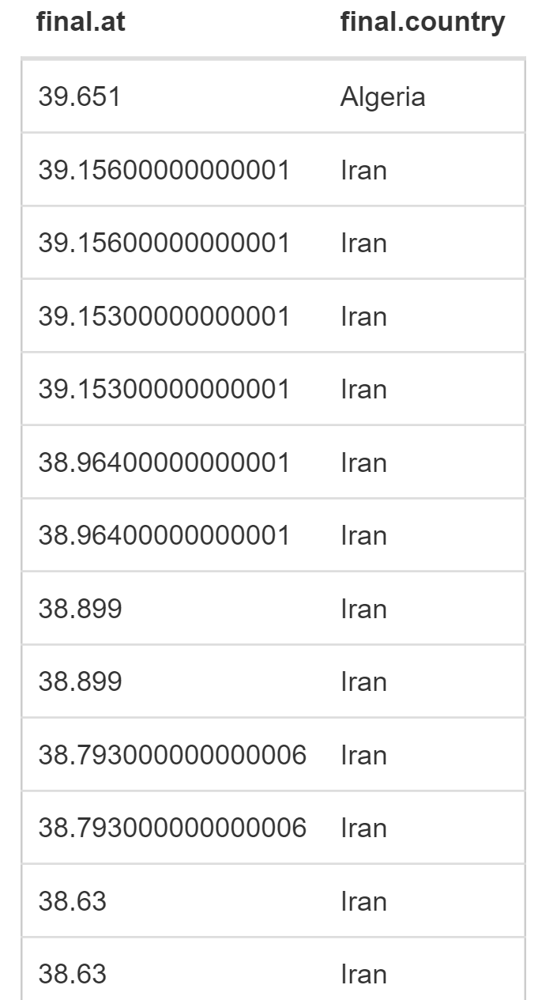 final.at final.country
39.651 Algeria
39.15600000000001 Iran
39.15600000000001 Iran
39.15300000000001 Iran
39.15300000000001 Iran
38.96400000000001 Iran
38.96400000000001 Iran
38.899 Iran
38.899 Iran
38.793000000000006 Iran
38.793000000000006 Iran
38.63 Iran
38.63 Iran